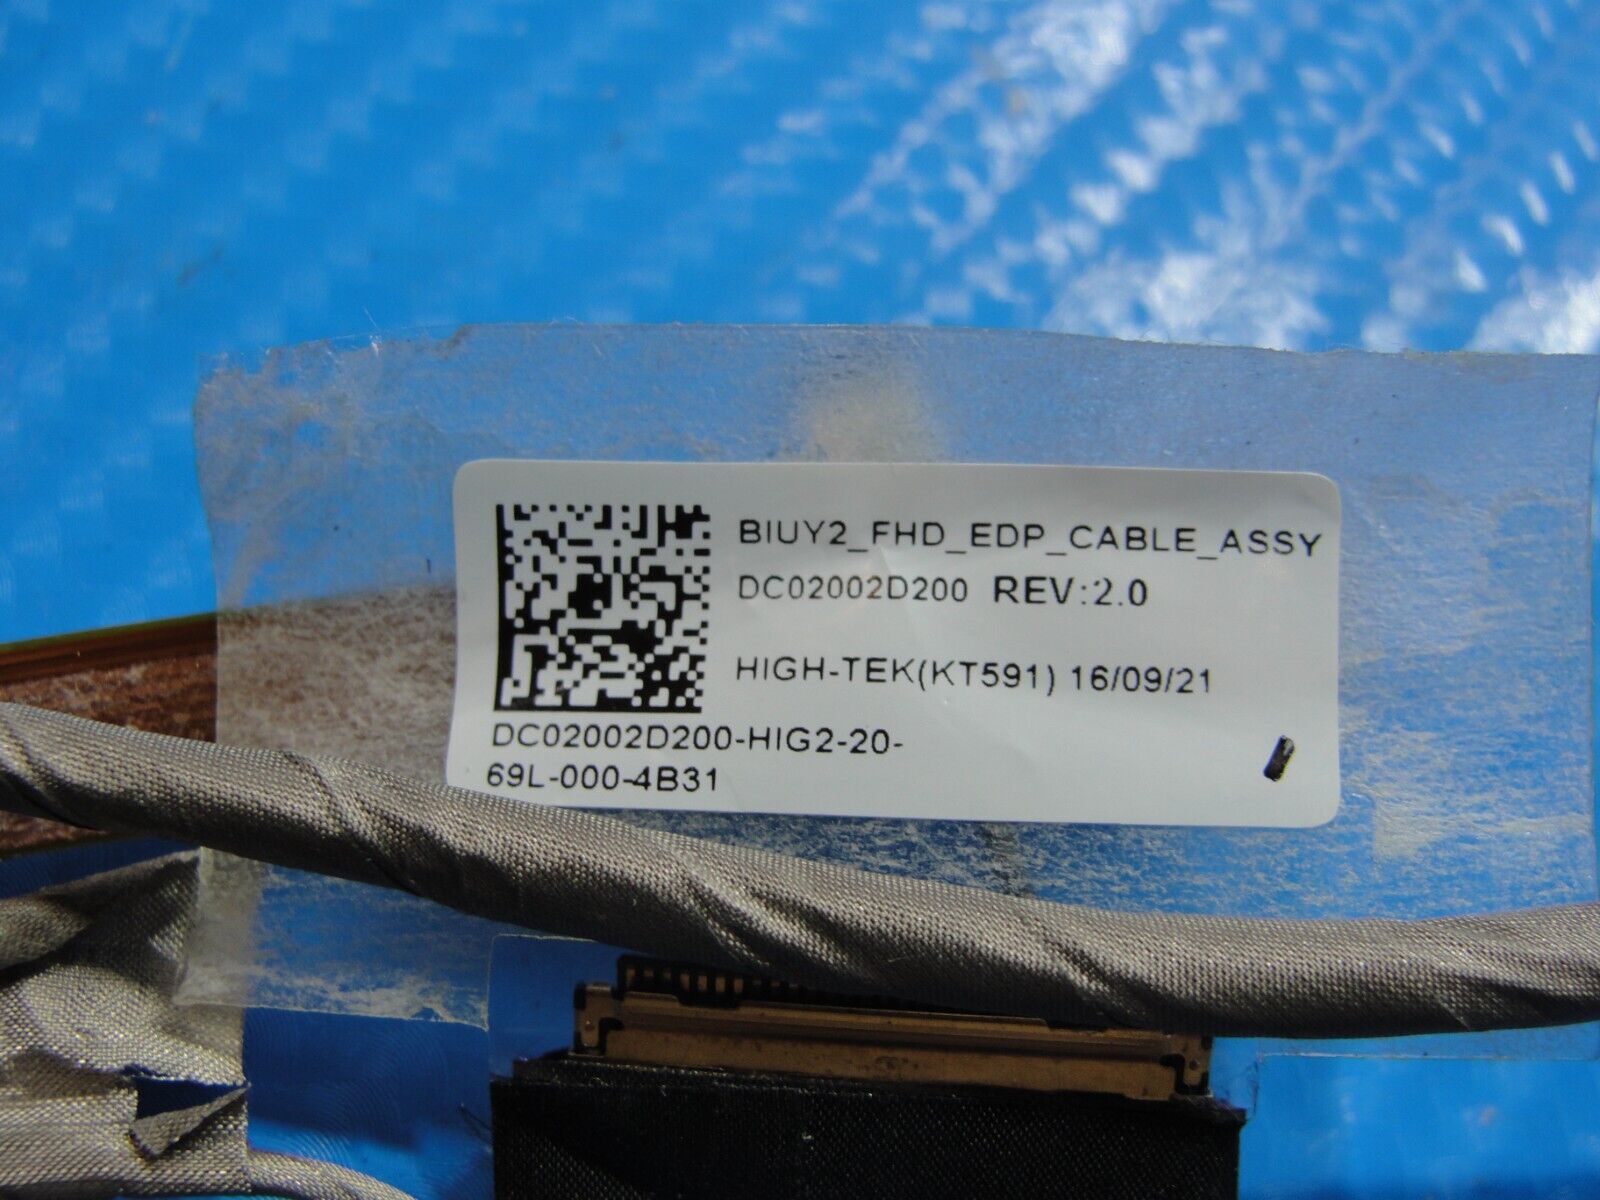 BIUY2_FHD_EDP_CABLE_ASSY
DC02002D200 REV:2.0
HIGH-TEK(KT591) 16/09/21
DC02002D200-HIG2-20-
69L-000-4B31